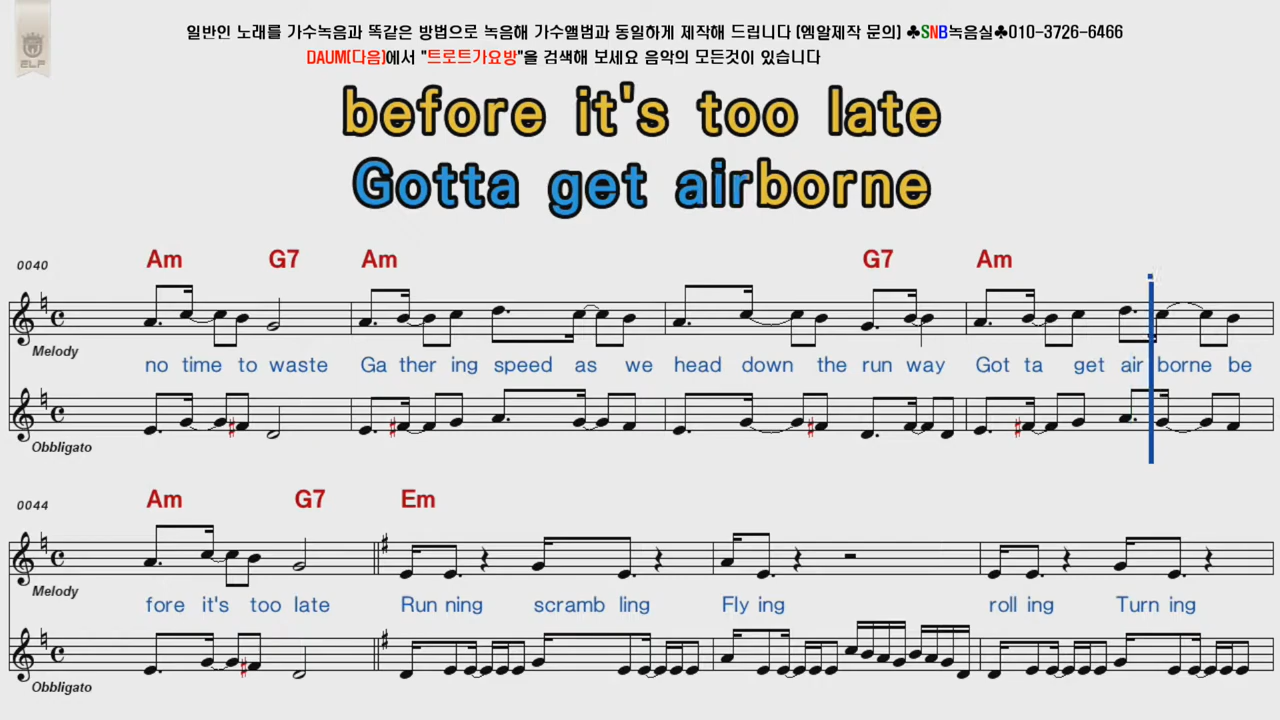 일반인 노래를 가수녹음과 똑같은 방법으로 녹음해 가수앨범과 동일하게 제작해 드립니다 (엠알제작 문의) ♣SNB녹음실♣010-3726-6466
DAUM(다음)에서 "트로트가요방"을 검색해 보세요 음악의 모든것이 있습니다
ELF
before it's too late
Gotta get airborne
0040 Am G7 Am G7 Am
Melody
no time to waste Ga ther ing speed as we head down the run way Got ta get air borne be
Obbligato
0044 Am G7 Em
Melody
fore it's too late Run ning scramb ling Fly ing roll ing Turn ing
Obbligato